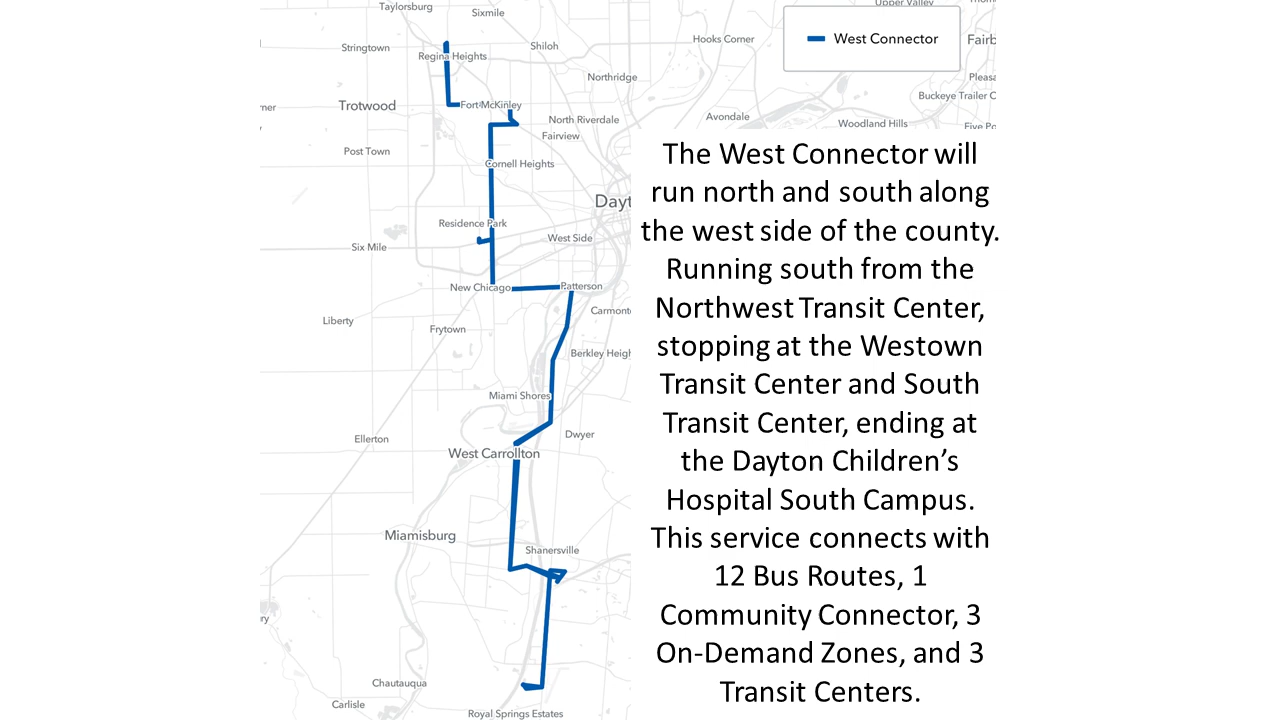 Taylorsburg
Sixmile
Upper Valley
Stringtown
Regina Heights
Shiloh
Hooks Corner
West Connector
Northridge
Trotwood
Fort McKinley
North Riverdale
Fairview
Avondale
Buckeye Trailer
Woodland Hills
Post Town
Cornell Heights
Residence Park
West Side
Six Mile
New Chicago
Patterson
Liberty
Frytown
Miami Shores
Ellerton
Dwyer
West Carrollton
Miamisburg
Shanersville
Chautauqua
Carlisle
Royal Springs Estates
The West Connector will
run north and south along
the west side of the county.
Running south from the
Northwest Transit Center,
stopping at the Westown
Transit Center and South
Transit Center, ending at
the Dayton Children’s
Hospital South Campus.
This service connects with
12 Bus Routes, 1
Community Connector, 3
On-Demand Zones, and 3
Transit Centers.